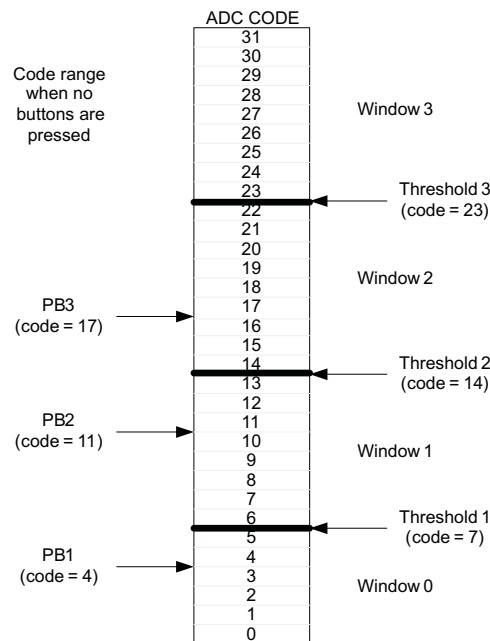 ADC CODE
31
30
29
28
27
26
25
24
23
22
21
20
19
18
17
16
15
14
13
12
11
10
9
8
7
6
5
4
3
2
1
0
Code range
when no
buttons are
pressed
PB3
(code = 17)
PB2
(code = 11)
PB1
(code = 4)
Window 3
Threshold 3
(code = 23)
Window 2
Threshold 2
(code = 14)
Window 1
Threshold 1
(code = 7)
Window 0